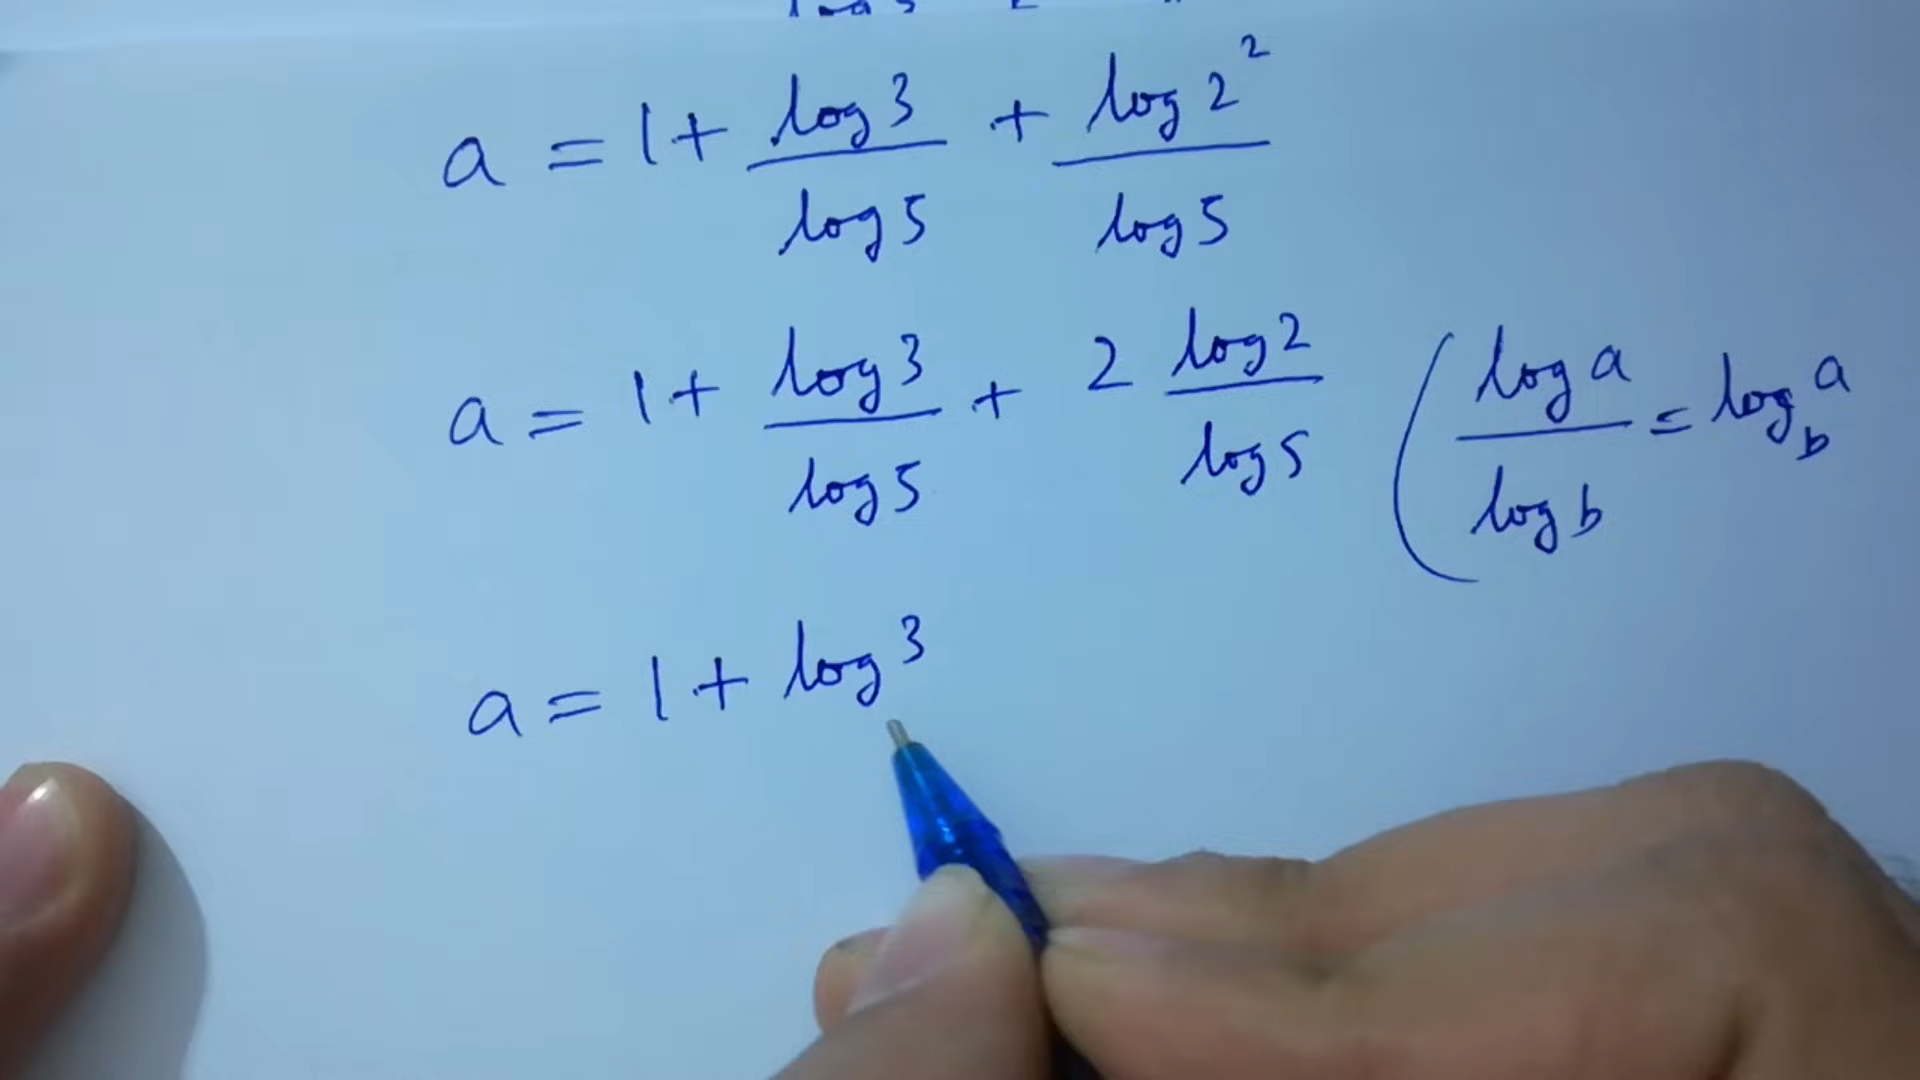 a = 1 + log 3 / log 5 + log 2² / log 5
a = 1 + log 3 / log 5 + 2 log 2 / log 5 ( log a / log b = log_b a
a = 1 + log 3